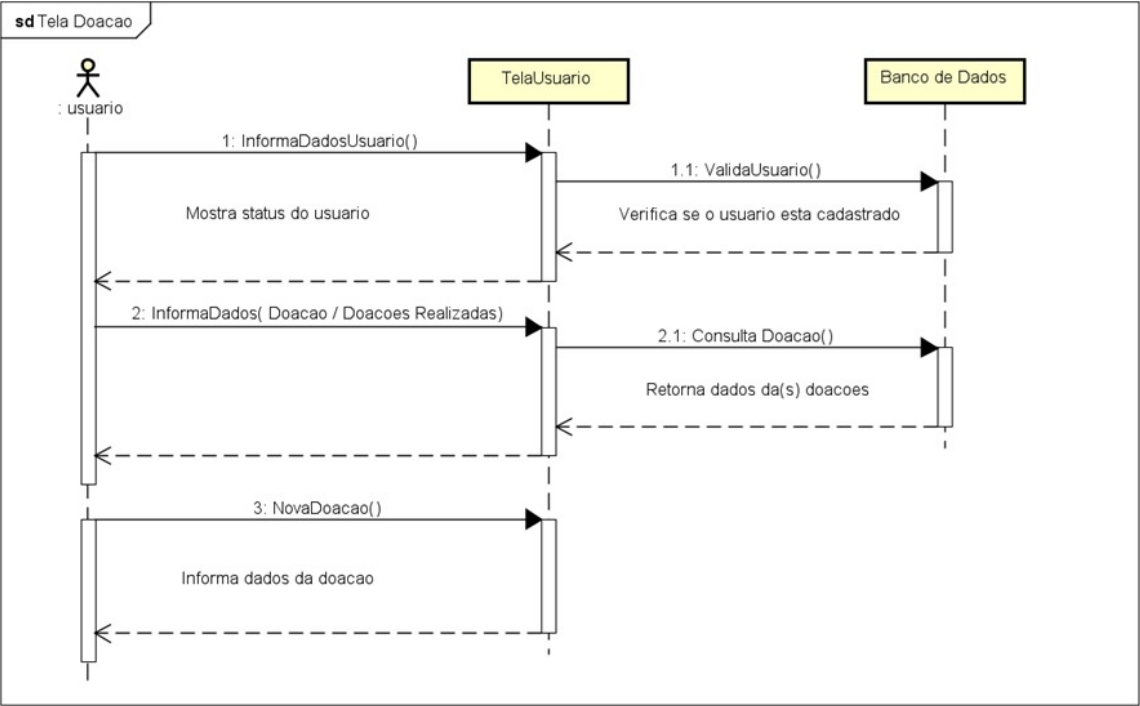 sd Tela Doacao
: usuario
TelaUsuario
Banco de Dados
1: InformaDadosUsuario()
1.1: ValidaUsuario()
Mostra status do usuario
Verifica se o usuario esta cadastrado
2: InformaDados( Doacao / Doacoes Realizadas)
2.1: Consulta Doacao()
Retorna dados da(s) doacoes
3: NovaDoacao()
Informa dados da doacao